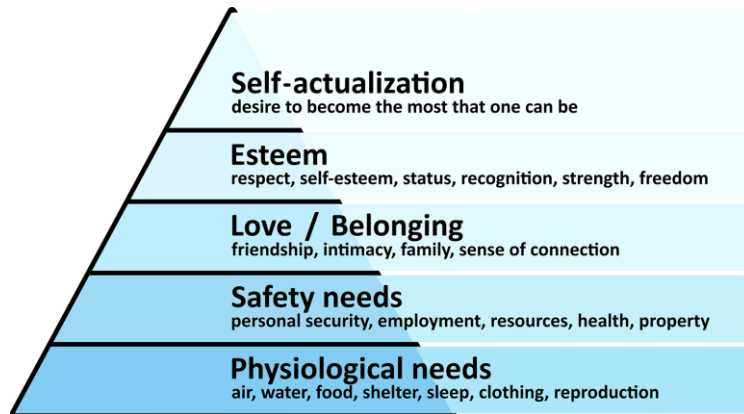 Self-actualization
desire to become the most that one can be
Esteem
respect, self-esteem, status, recognition, strength, freedom
Love / Belonging
friendship, intimacy, family, sense of connection
Safety needs
personal security, employment, resources, health, property
Physiological needs
air, water, food, shelter, sleep, clothing, reproduction